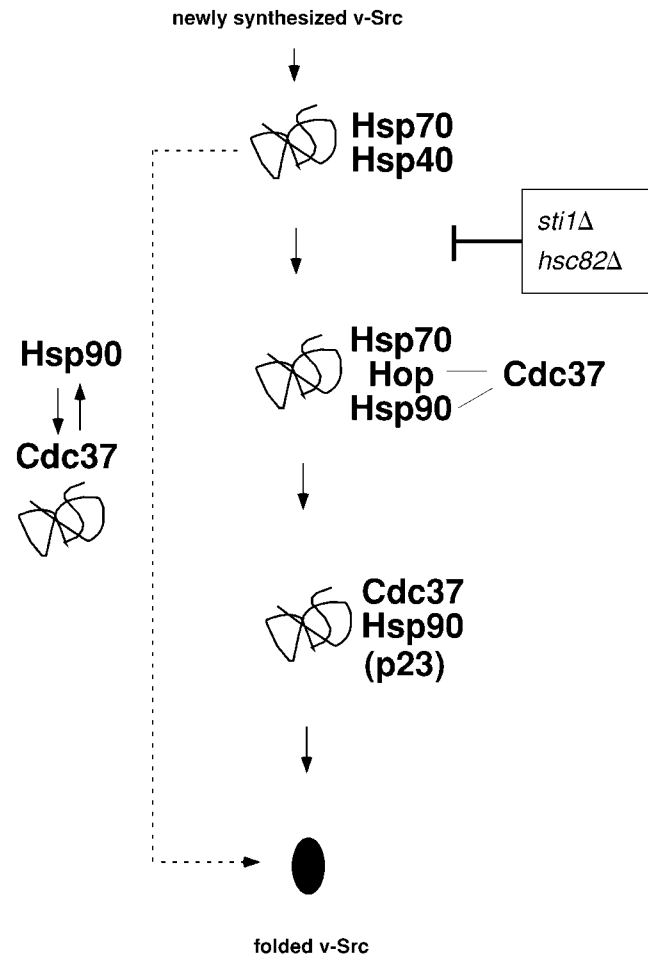 newly synthesized v-Src
Hsp70
Hsp40
sti1Δ
hsc82Δ
Hsp90
Cdc37
Hsp70
Hop
Hsp90
Cdc37
Cdc37
Hsp90
(p23)
folded v-Src